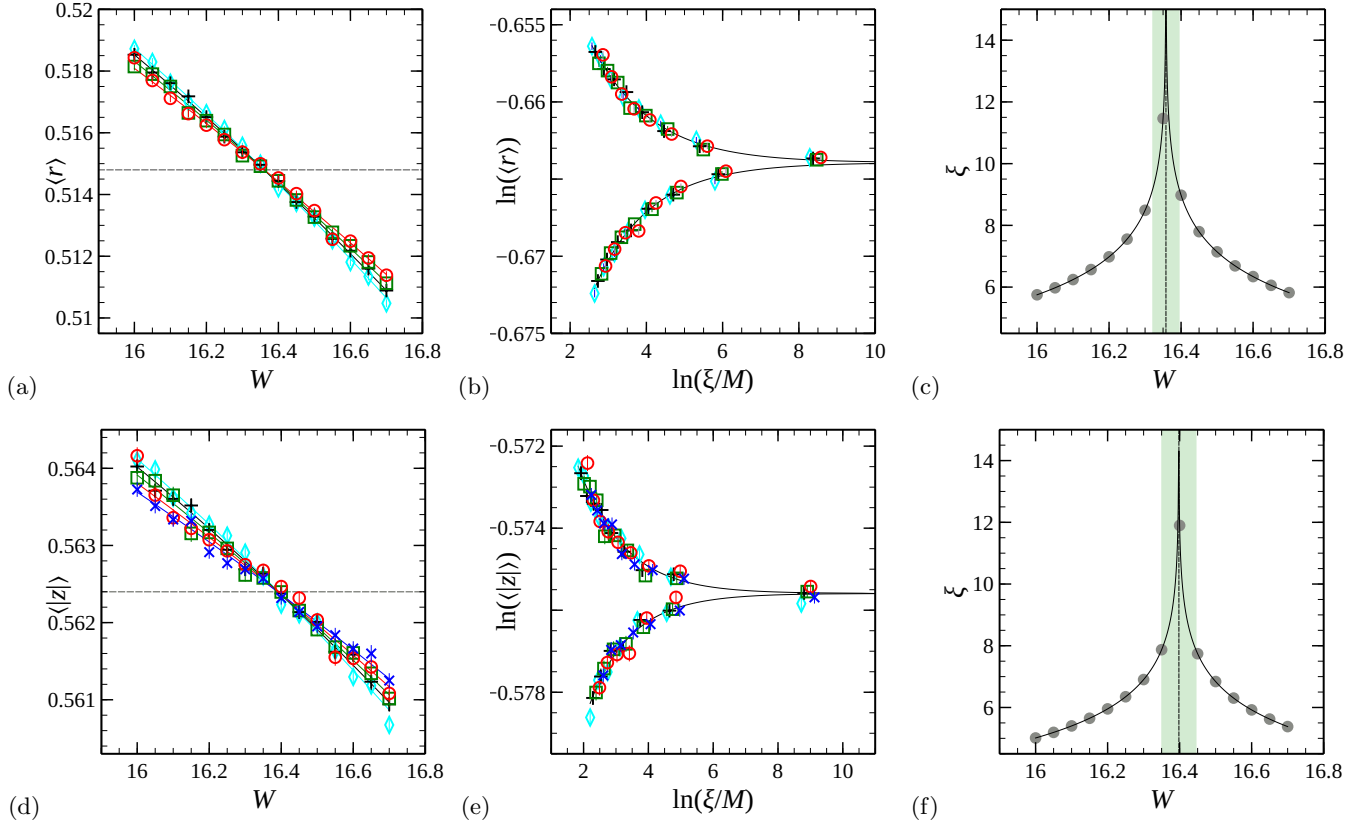 0.52
0.518
0.516
0.514
0.512
0.51
⟨r⟩
16 16.2 16.4 16.6 16.8
W
(a)
−0.655
−0.66
−0.665
−0.67
−0.675
ln(⟨r⟩)
2 4 6 8 10
ln(ξ/M)
(b)
14
12
10
8
6
ξ
16 16.2 16.4 16.6 16.8
W
(c)
0.564
0.563
0.562
0.561
⟨|z|⟩
16 16.2 16.4 16.6 16.8
W
(d)
−0.572
−0.574
−0.576
−0.578
ln(⟨|z|⟩)
2 4 6 8 10
ln(ξ/M)
(e)
14
12
10
8
6
ξ
16 16.2 16.4 16.6 16.8
W
(f)